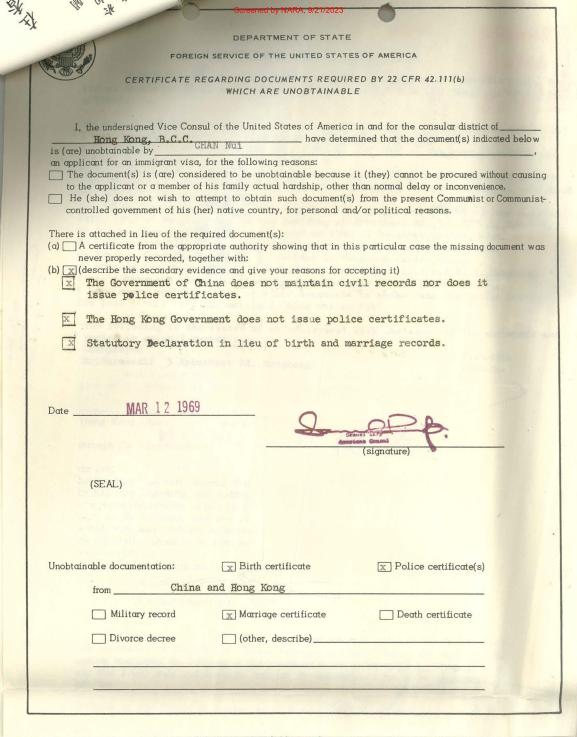 Screened by NARA, 9/21/2023
DEPARTMENT OF STATE
FOREIGN SERVICE OF THE UNITED STATES OF AMERICA
CERTIFICATE REGARDING DOCUMENTS REQUIRED BY 22 CFR 42.111(b)
WHICH ARE UNOBTAINABLE
I, the undersigned Vice Consul of the United States of America in and for the consular district of
Hong Kong, B.C.C. have determined that the document(s) indicated below
is (are) unobtainable by CHAN Nui ,
an applicant for an immigrant visa, for the following reasons:
The document(s) is (are) considered to be unobtainable because it (they) cannot be procured without causing
to the applicant or a member of his family actual hardship, other than normal delay or inconvenience.
He (she) does not wish to attempt to obtain such document(s) from the present Communist or Communist-
controlled government of his (her) native country, for personal and/or political reasons.
There is attached in lieu of the required document(s):
(a) A certificate from the appropriate authority showing that in this particular case the missing document was
never properly recorded, together with:
(b) x (describe the secondary evidence and give your reasons for accepting it)
x The Government of China does not maintain civil records nor does it
issue police certificates.
x The Hong Kong Government does not issue police certificates.
x Statutory Declaration in lieu of birth and marriage records.
Date MAR 12 1969
American Consul
(signature)
(SEAL)
Unobtainable documentation: x Birth certificate x Police certificate(s)
from China and Hong Kong
Military record x Marriage certificate Death certificate
Divorce decree (other, describe)